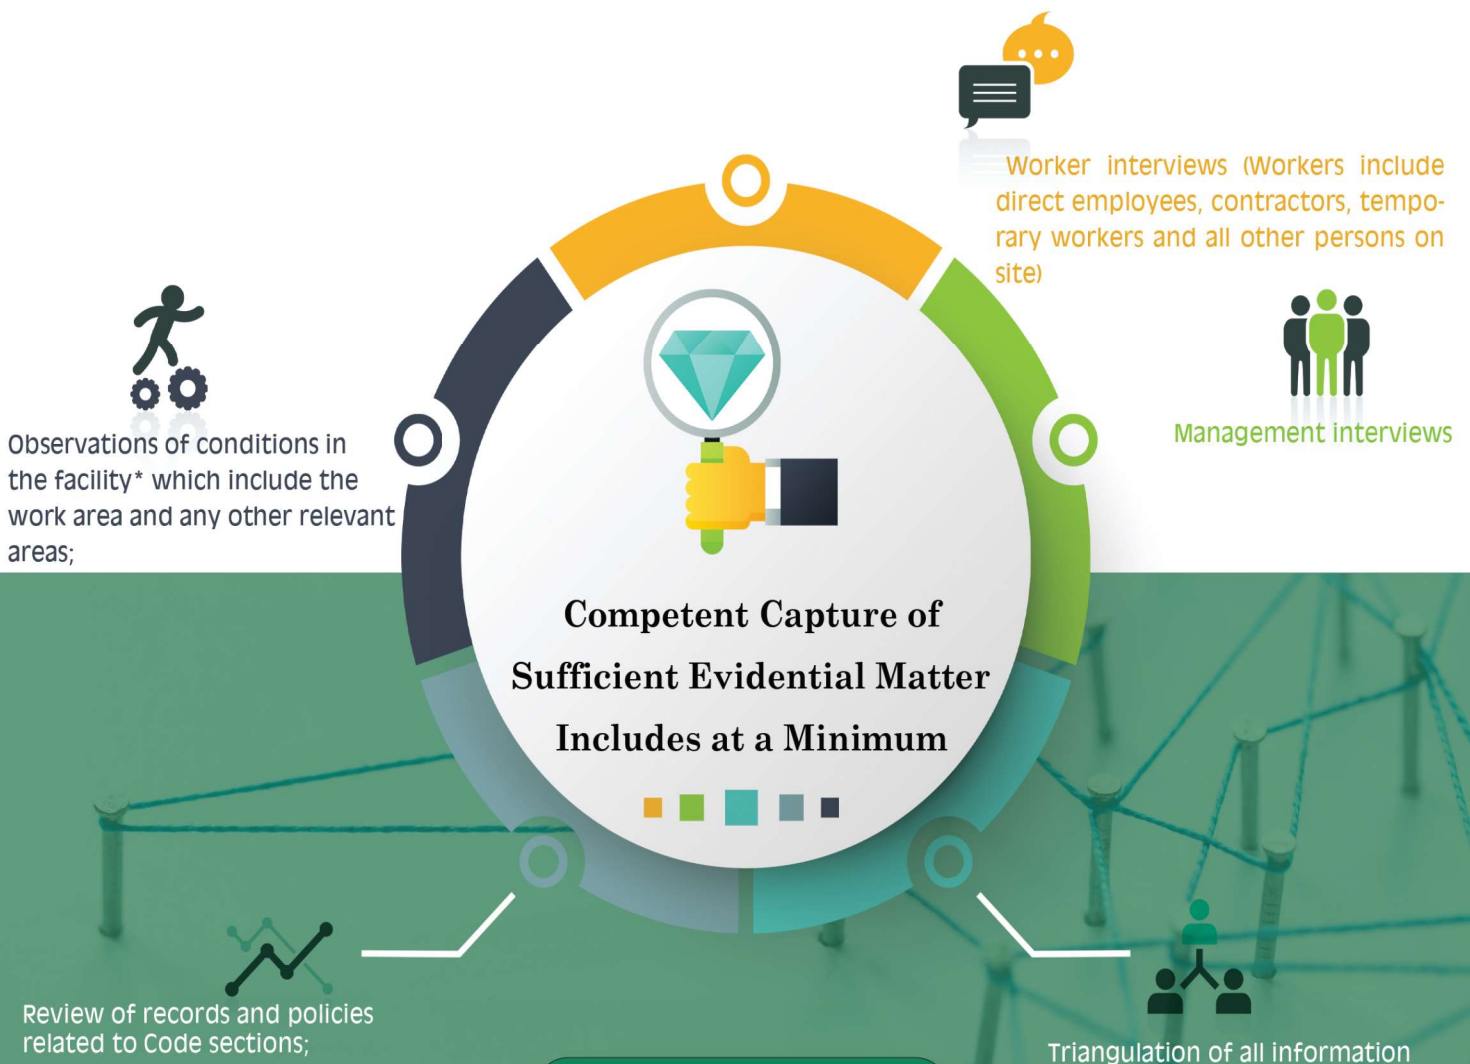 Worker interviews (Workers include
direct employees, contractors, tempo-
rary workers and all other persons on
site)
Management interviews
Observations of conditions in
the facility* which include the
work area and any other relevant
areas;
Competent Capture of
Sufficient Evidential Matter
Includes at a Minimum
Review of records and policies
related to Code sections;
Triangulation of all information